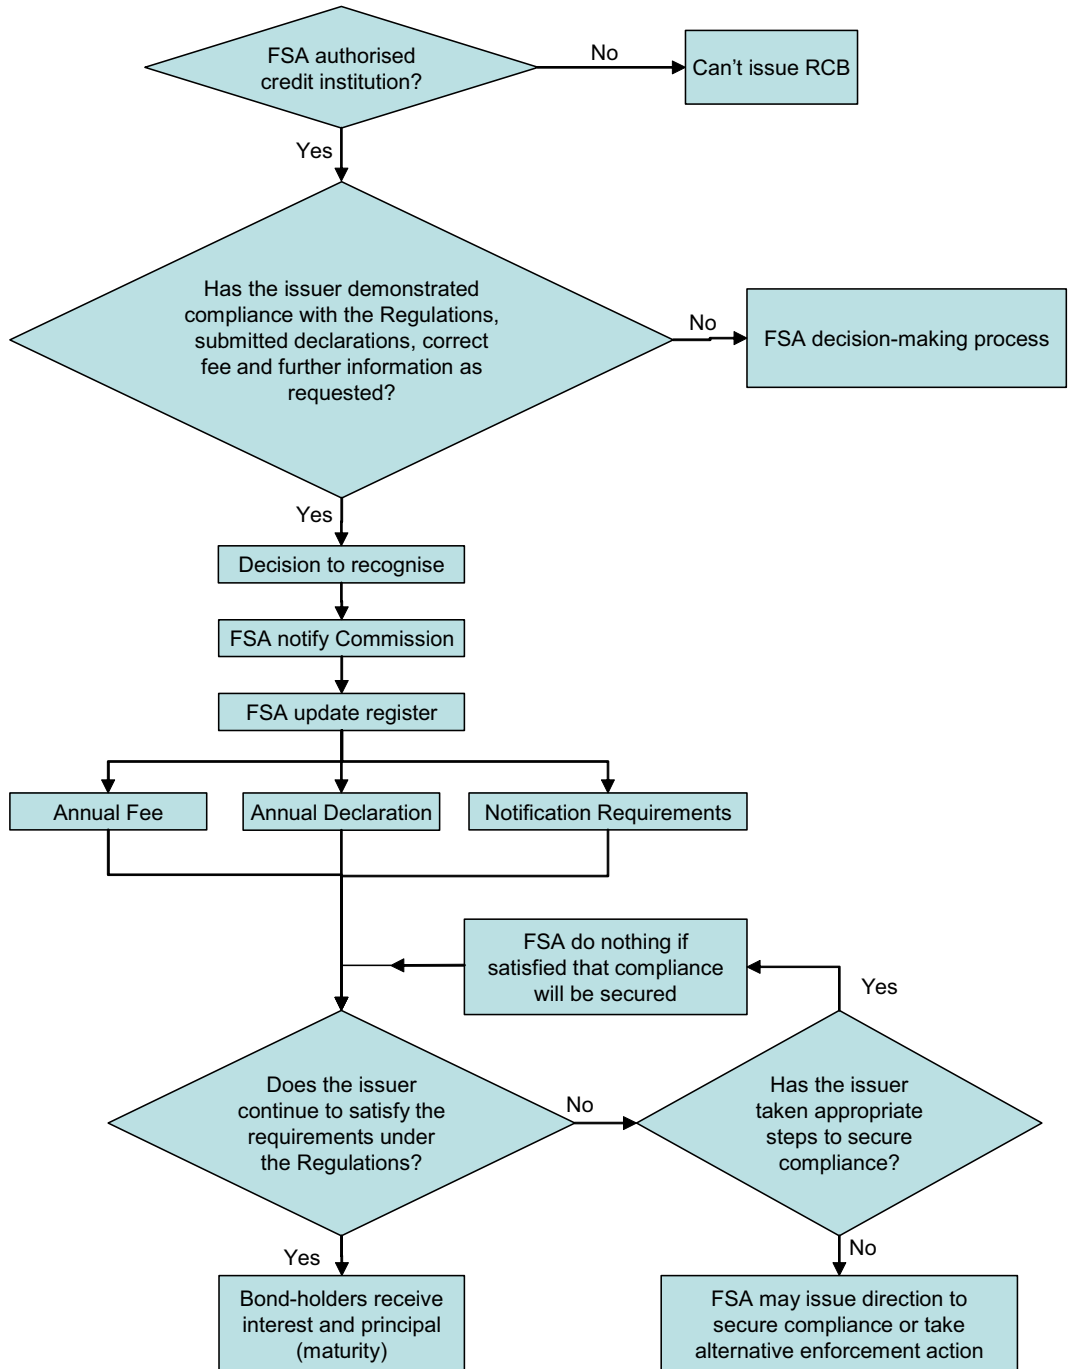 FSA authorised
credit institution?
No
Can't issue RCB
Yes
Has the issuer demonstrated
compliance with the Regulations,
submitted declarations, correct
fee and further information as
requested?
No
FSA decision-making process
Yes
Decision to recognise
FSA notify Commission
FSA update register
Annual Fee
Annual Declaration
Notification Requirements
FSA do nothing if
satisfied that compliance
will be secured
Yes
Does the issuer
continue to satisfy the
requirements under
the Regulations?
No
Has the issuer
taken appropriate
steps to secure
compliance?
Yes
No
Bond-holders receive
interest and principal
(maturity)
FSA may issue direction to
secure compliance or take
alternative enforcement action